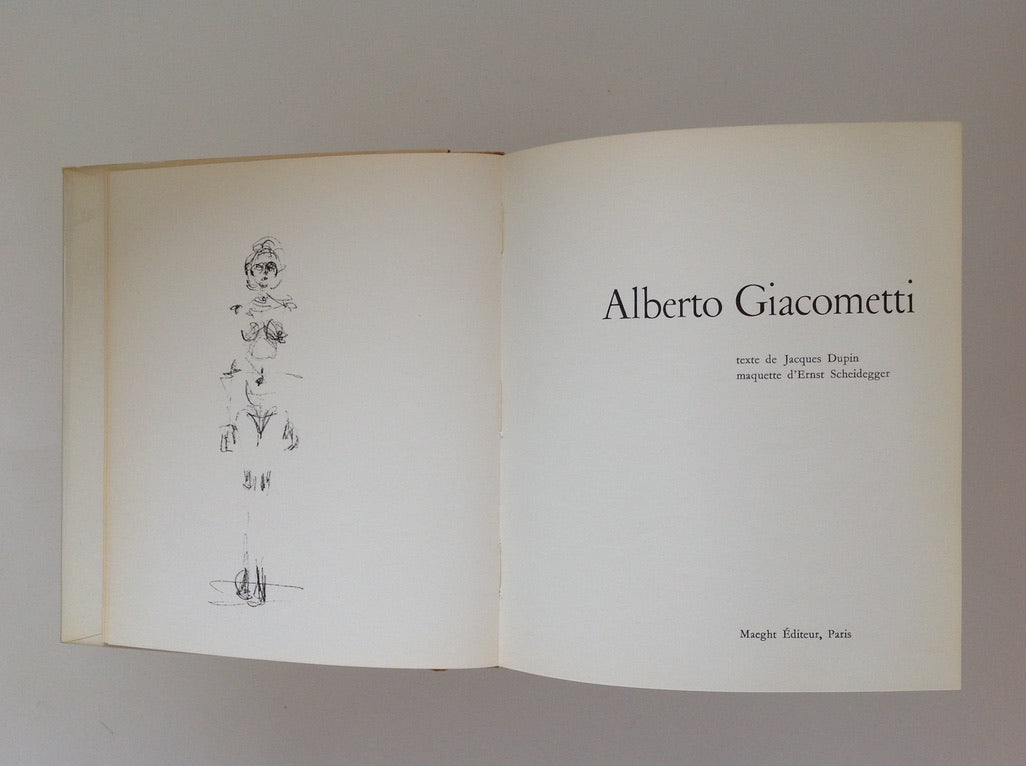 Alberto Giacometti
texte de Jacques Dupin
maquette d'Ernst Scheidegger
Maeght Éditeur, Paris